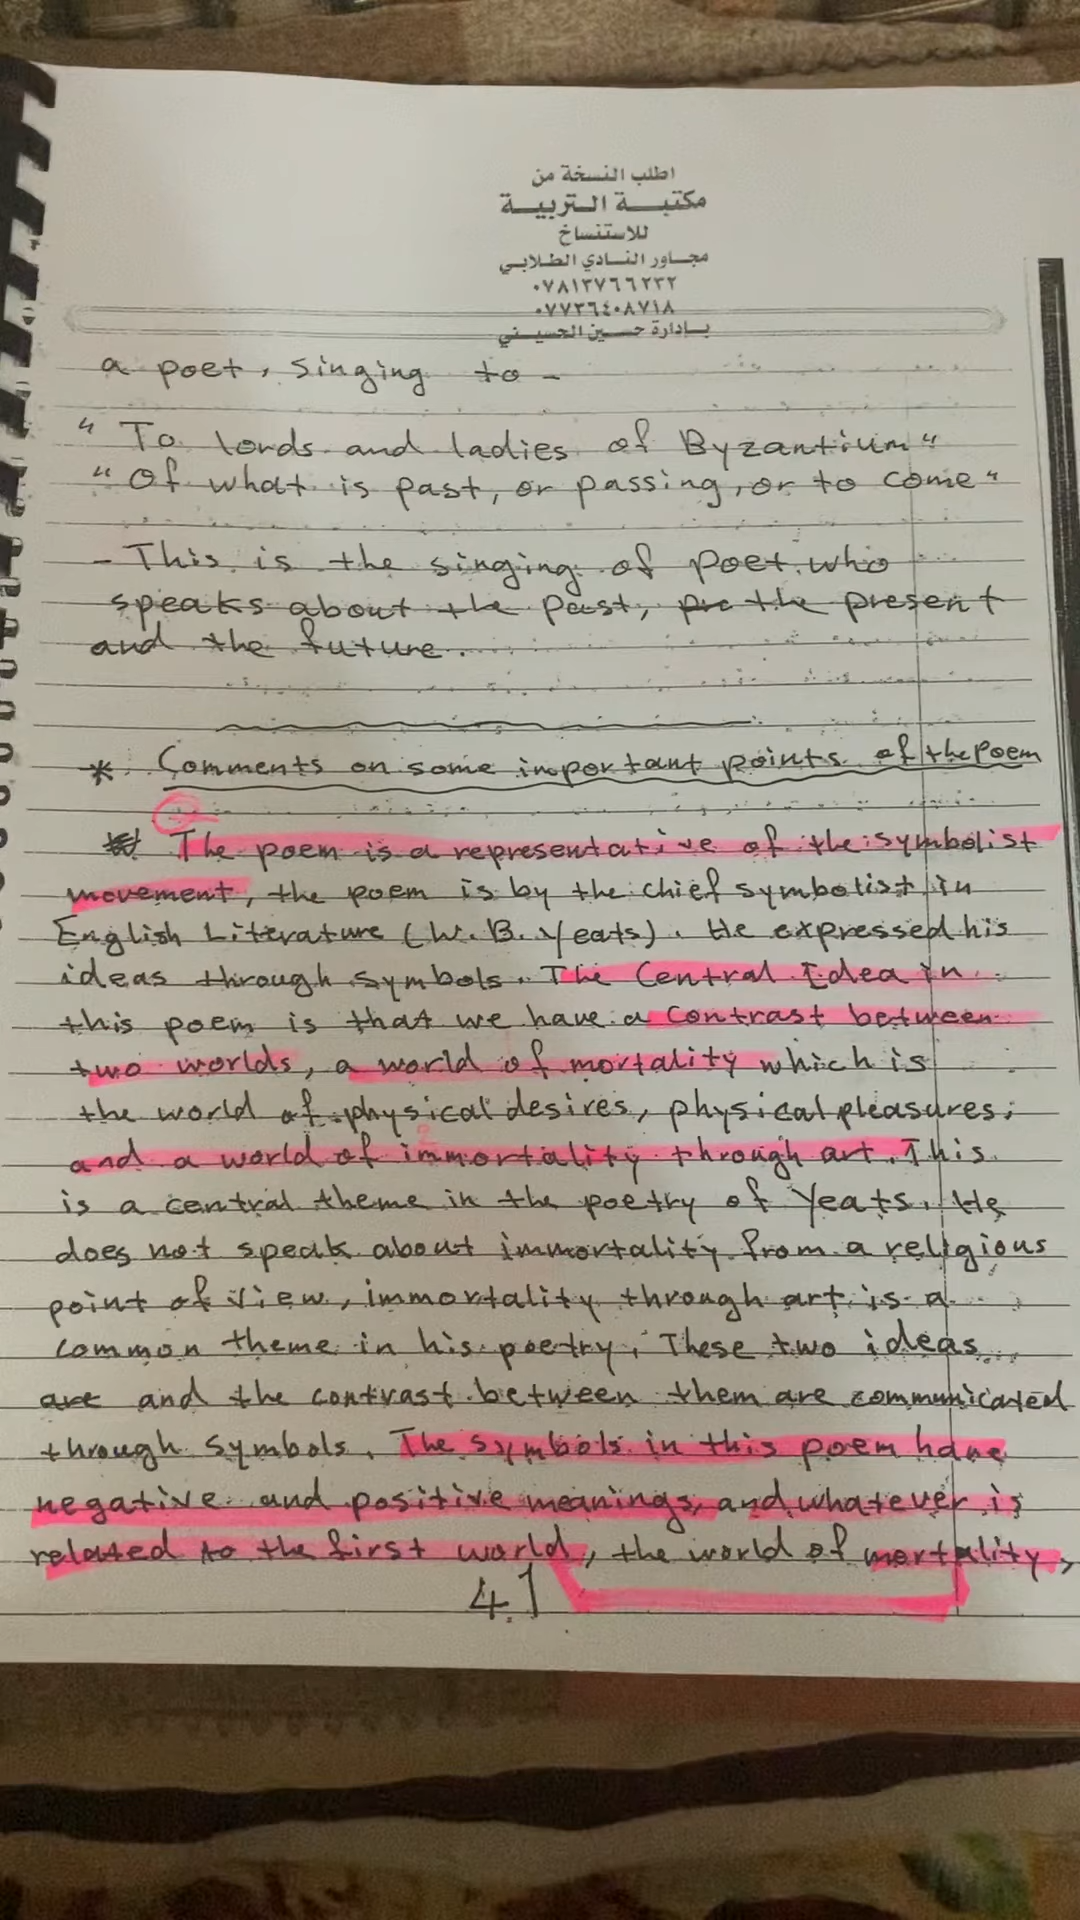 اطلب النسخة من
مكتبـــة التربيـــة
للاستنساخ
مجـاور النـادي الطـلابي
٠٧٨١٣٧٦٦٢٣٢
٠٧٧٣٦٤٠٨٧١٨
بـإدارة حسـين الحسيـني
a poet, singing to -
" To lords and ladies of Byzantium "
" Of what is past, or passing, or to come "
- This is the singing of poet who
speaks about the past, the present
and the future.
* Comments on some important points of the Poem
The poem is a representative of the symbolist
movement, the poem is by the chief symbolist in
English Literature (W. B. Yeats). He expressed his
ideas through symbols. The Central Idea in
this poem is that we have a contrast between
two worlds, a world of mortality which is
the world of physical desires, physical pleasures,
and a world of immortality through art. This
is a central theme in the poetry of Yeats. He
does not speak about immortality from a religious
point of view, immortality through art is a
common theme in his poetry. These two ideas
are and the contrast between them are communicated
through symbols. The symbols in this poem have
negative and positive meanings, and whatever is
related to the first world, the world of mortality,
41